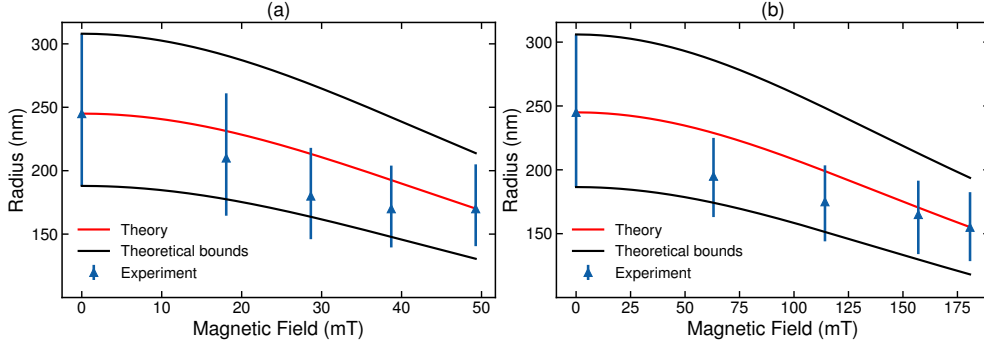 (a)
300
250
200
150
Radius (nm)
Theory
Theoretical bounds
Experiment
0
10
20
30
40
50
Magnetic Field (mT)
(b)
300
250
200
150
Radius (nm)
Theory
Theoretical bounds
Experiment
0
25
50
75
100
125
150
175
Magnetic Field (mT)